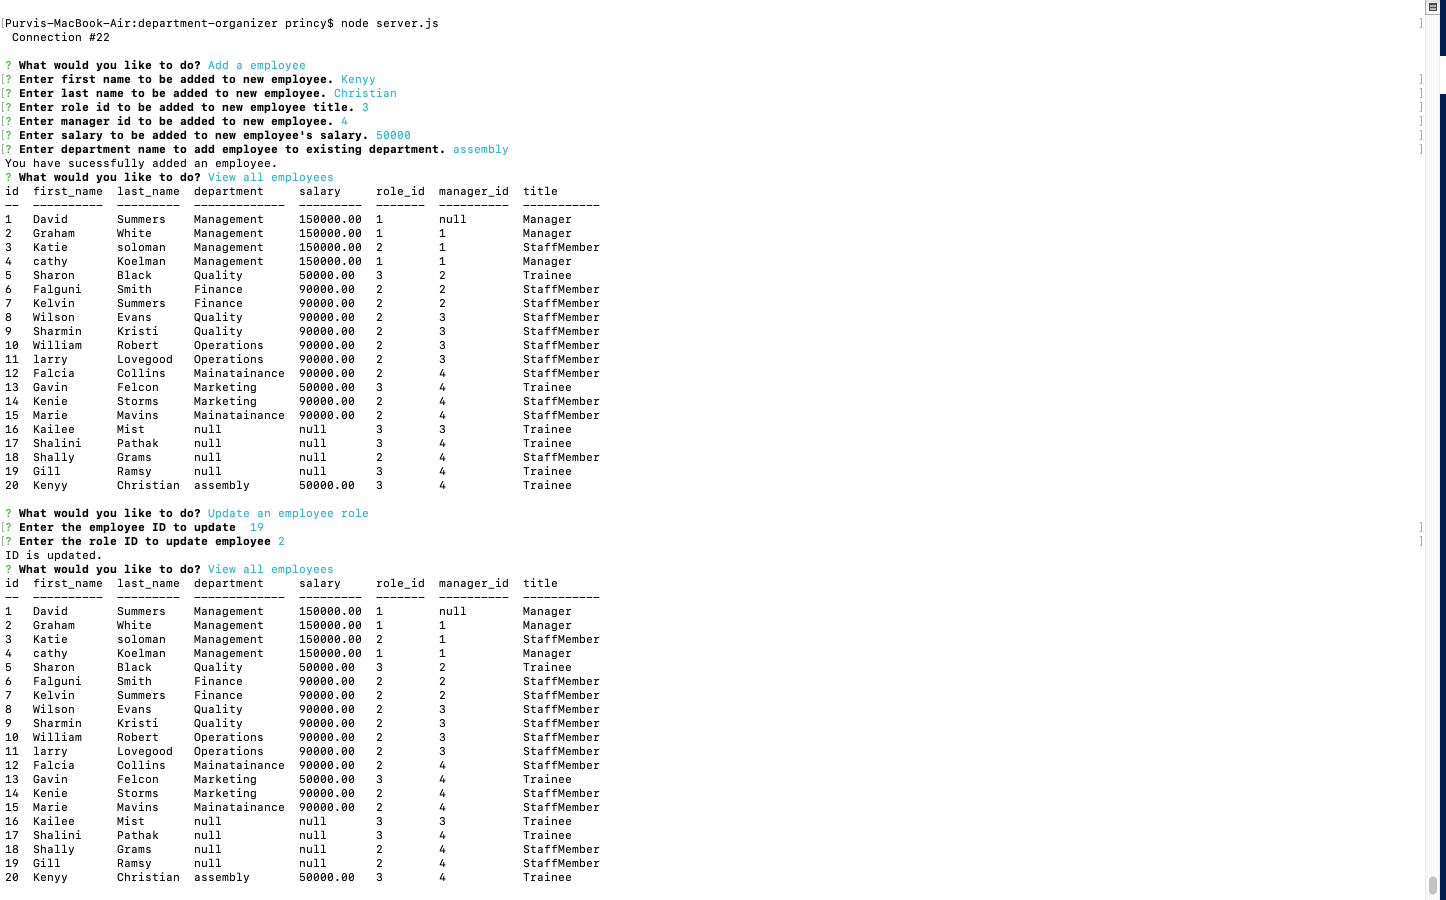 Purvis-MacBook-Air:department-organizer princy$ node server.js
Connection #22
? What would you like to do? Add a employee
? Enter first name to be added to new employee. Kenyy
? Enter last name to be added to new employee. Christian
? Enter role id to be added to new employee title. 3
? Enter manager id to be added to new employee. 4
? Enter salary to be added to new employee's salary. 50000
? Enter department name to add employee to existing department. assembly
You have sucessfully added an employee.
? What would you like to do? View all employees
id first_name last_name department salary role_id manager_id title
-- ---------- --------- ------------- --------- ------- ---------- -----------
1 David Summers Management 150000.00 1 null Manager
2 Graham White Management 150000.00 1 1 Manager
3 Katie soloman Management 150000.00 2 1 StaffMember
4 cathy Koelman Management 150000.00 1 1 Manager
5 Sharon Black Quality 50000.00 3 2 Trainee
6 Falguni Smith Finance 90000.00 2 2 StaffMember
7 Kelvin Summers Finance 90000.00 2 2 StaffMember
8 Wilson Evans Quality 90000.00 2 3 StaffMember
9 Sharmin Kristi Quality 90000.00 2 3 StaffMember
10 William Robert Operations 90000.00 2 3 StaffMember
11 larry Lovegood Operations 90000.00 2 3 StaffMember
12 Falcia Collins Mainatainance 90000.00 2 4 StaffMember
13 Gavin Felcon Marketing 50000.00 3 4 Trainee
14 Kenie Storms Marketing 90000.00 2 4 StaffMember
15 Marie Mavins Mainatainance 90000.00 2 4 StaffMember
16 Kailee Mist null null 3 3 Trainee
17 Shalini Pathak null null 3 4 Trainee
18 Shally Grams null null 2 4 StaffMember
19 Gill Ramsy null null 3 4 Trainee
20 Kenyy Christian assembly 50000.00 3 4 Trainee
? What would you like to do? Update an employee role
? Enter the employee ID to update 19
? Enter the role ID to update employee 2
ID is updated.
? What would you like to do? View all employees
id first_name last_name department salary role_id manager_id title
-- ---------- --------- ------------- --------- ------- ---------- -----------
1 David Summers Management 150000.00 1 null Manager
2 Graham White Management 150000.00 1 1 Manager
3 Katie soloman Management 150000.00 2 1 StaffMember
4 cathy Koelman Management 150000.00 1 1 Manager
5 Sharon Black Quality 50000.00 3 2 Trainee
6 Falguni Smith Finance 90000.00 2 2 StaffMember
7 Kelvin Summers Finance 90000.00 2 2 StaffMember
8 Wilson Evans Quality 90000.00 2 3 StaffMember
9 Sharmin Kristi Quality 90000.00 2 3 StaffMember
10 William Robert Operations 90000.00 2 3 StaffMember
11 larry Lovegood Operations 90000.00 2 3 StaffMember
12 Falcia Collins Mainatainance 90000.00 2 4 StaffMember
13 Gavin Felcon Marketing 50000.00 3 4 Trainee
14 Kenie Storms Marketing 90000.00 2 4 StaffMember
15 Marie Mavins Mainatainance 90000.00 2 4 StaffMember
16 Kailee Mist null null 3 3 Trainee
17 Shalini Pathak null null 3 4 Trainee
18 Shally Grams null null 2 4 StaffMember
19 Gill Ramsy null null 2 4 StaffMember
20 Kenyy Christian assembly 50000.00 3 4 Trainee